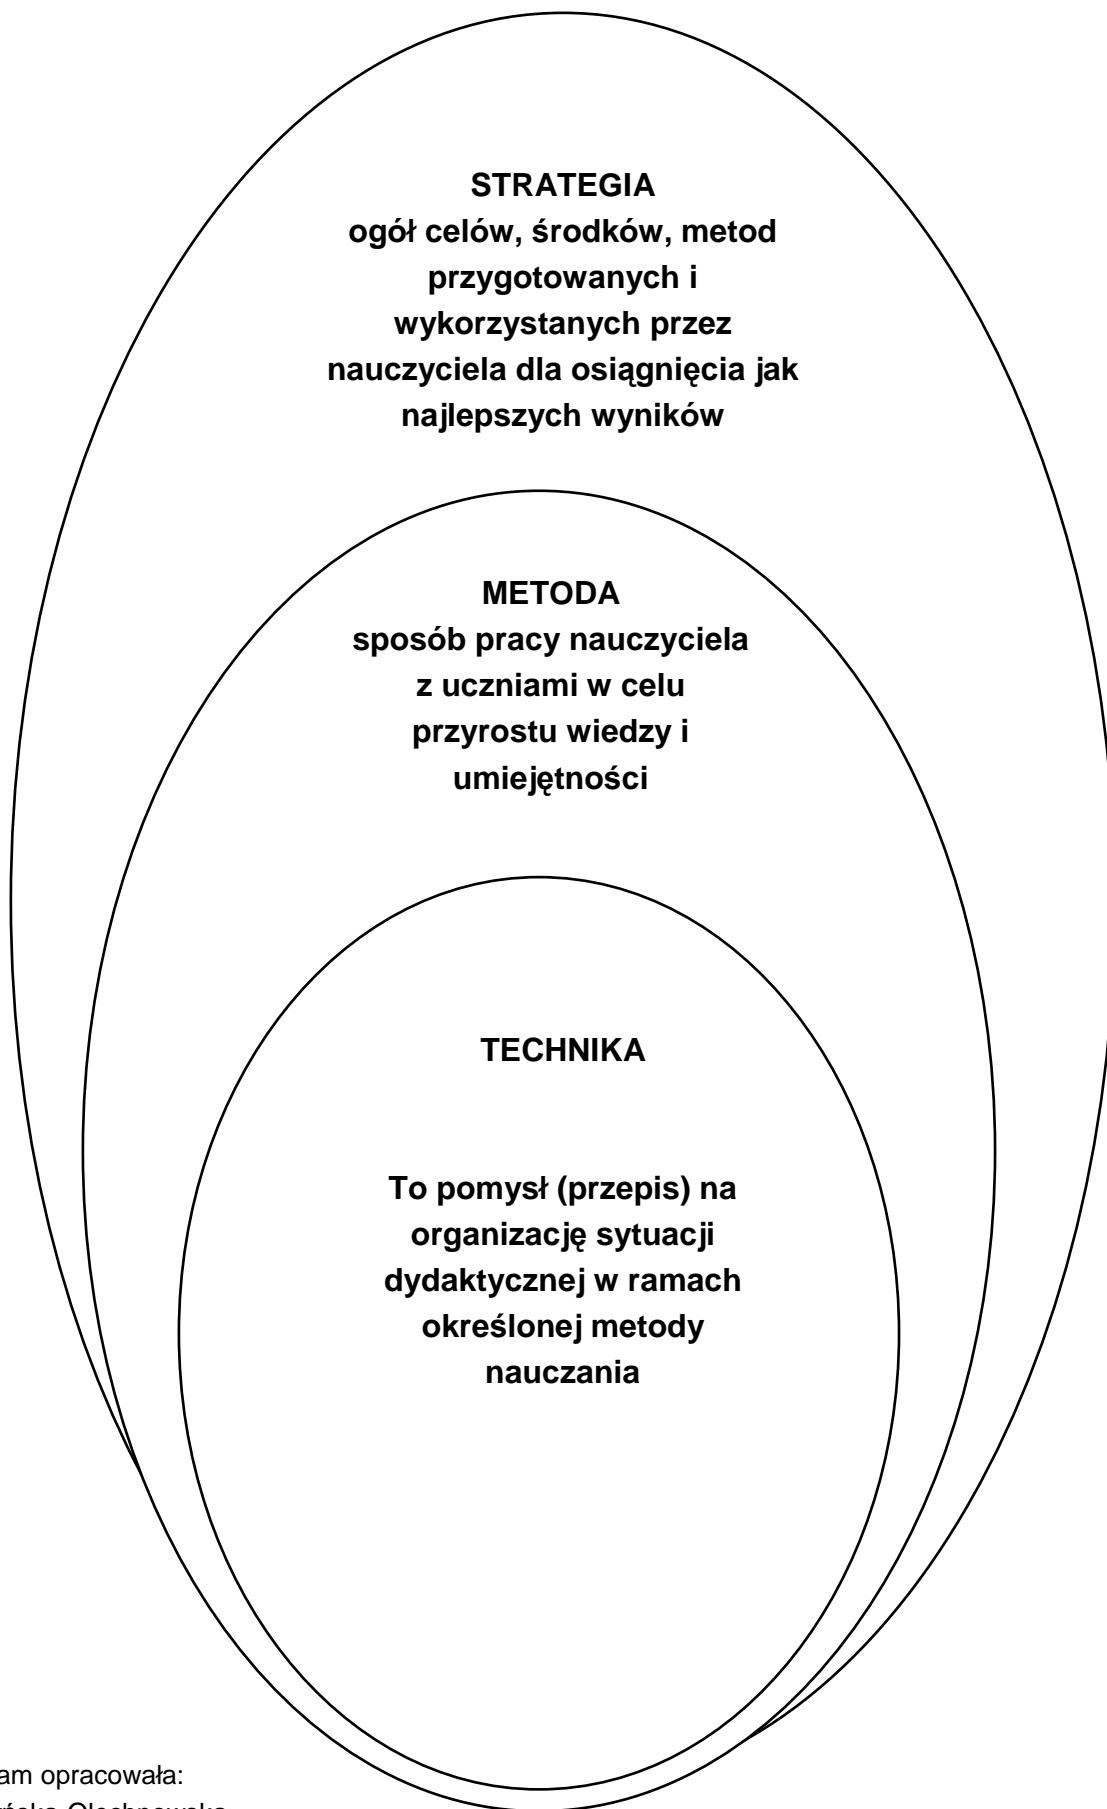 STRATEGIA
ogół celów, środków, metod
przygotowanych i
wykorzystanych przez
nauczyciela dla osiągnięcia jak
najlepszych wyników
METODA
sposób pracy nauczyciela
z uczniami w celu
przyrostu wiedzy i
umiejętności
TECHNIKA
To pomysł (przepis) na
organizację sytuacji
dydaktycznej w ramach
określonej metody
nauczania
am opracowała: